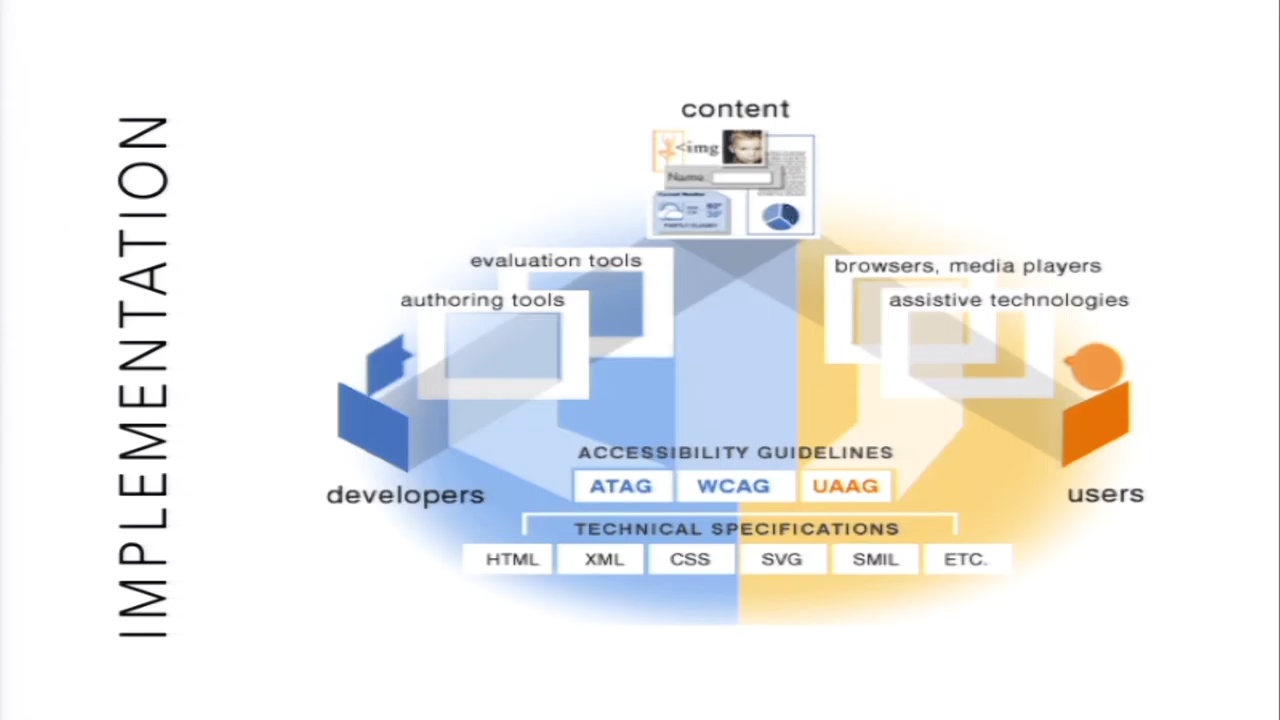 IMPLEMENTATION
content
<img
Name
evaluation tools
authoring tools
browsers, media players
assistive technologies
developers
users
ACCESSIBILITY GUIDELINES
ATAG WCAG UAAG
TECHNICAL SPECIFICATIONS
HTML XML CSS SVG SMIL ETC.